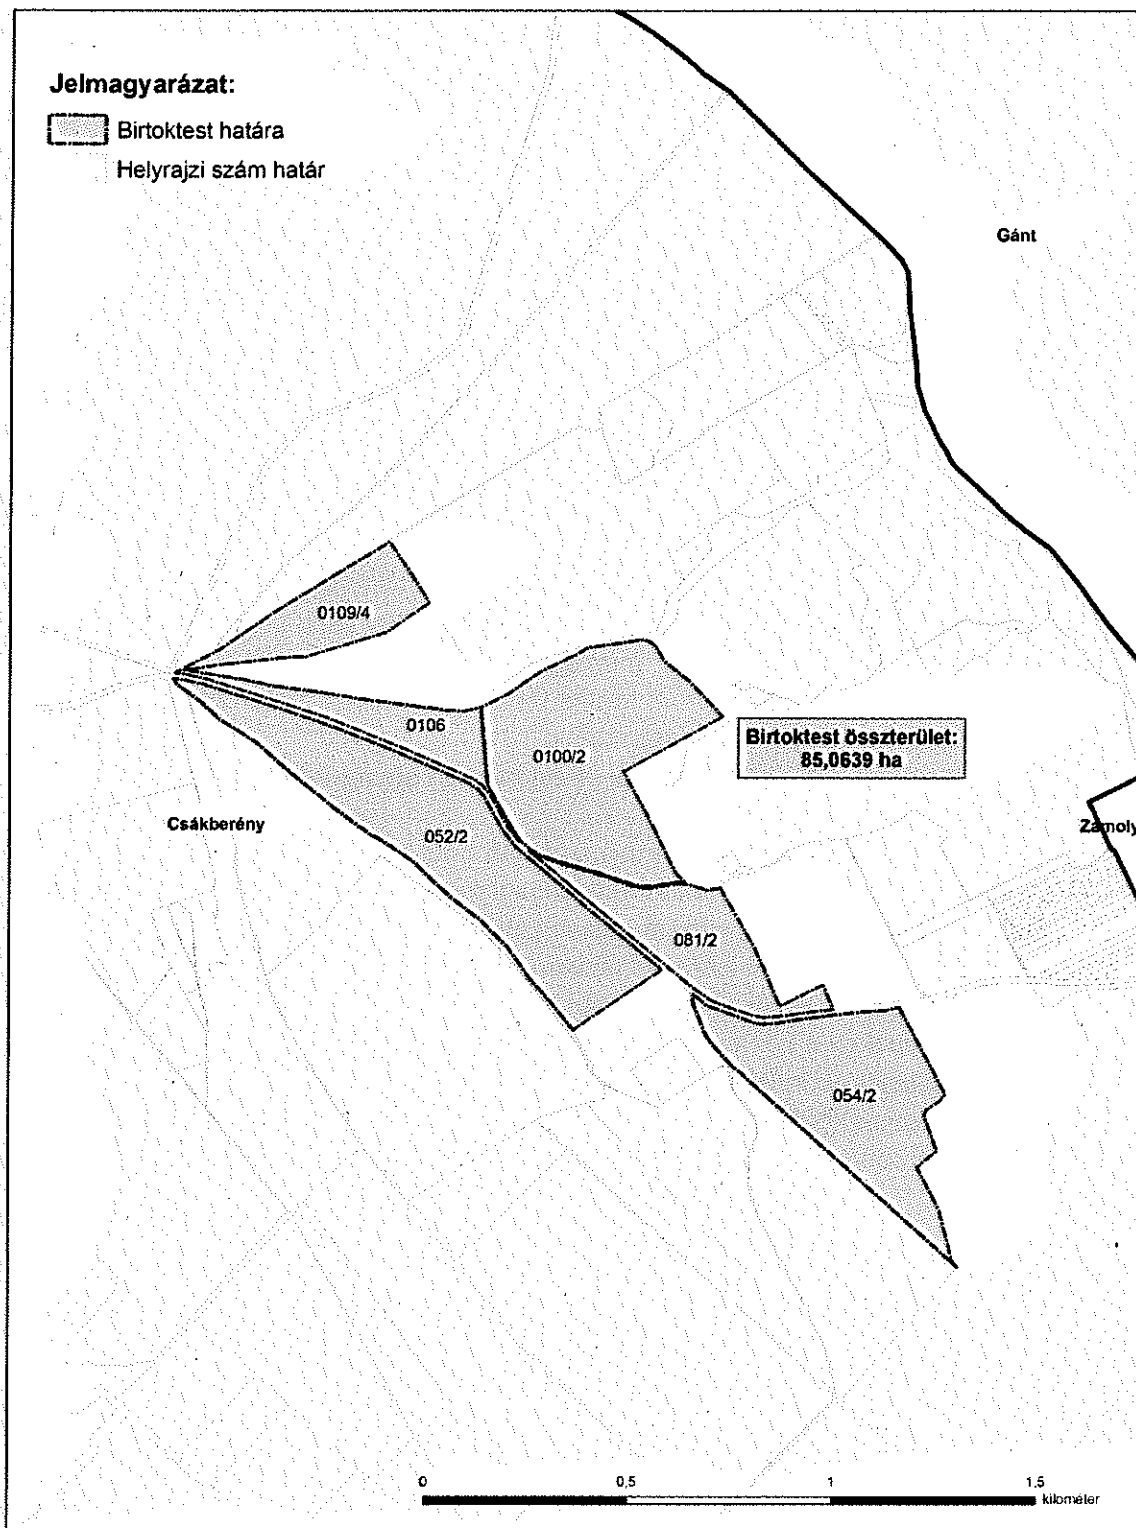 Jelmagyarázat:
Birtoktest határa
Helyrajzi szám határ
Gánt
0109/4
0106
0100/2
Birtoktest összterület:
85,0639 ha
052/2
Csákberény
Zámoly
081/2
054/2
0 0,5 1 1,5
kilométer